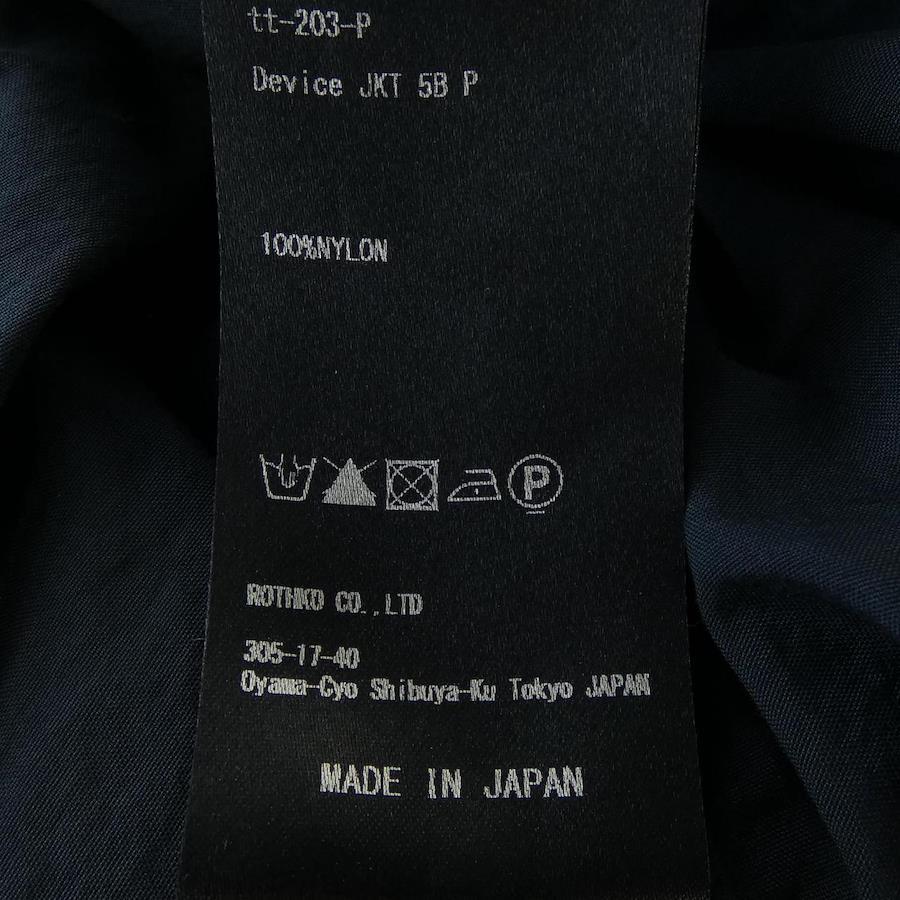 tt-203-P
Device JKT 5B P
100%NYLON
P
ROTHKO CO.,LTD
305-17-40
Oyama-Cyo Shibuya-Ku Tokyo JAPAN
MADE IN JAPAN